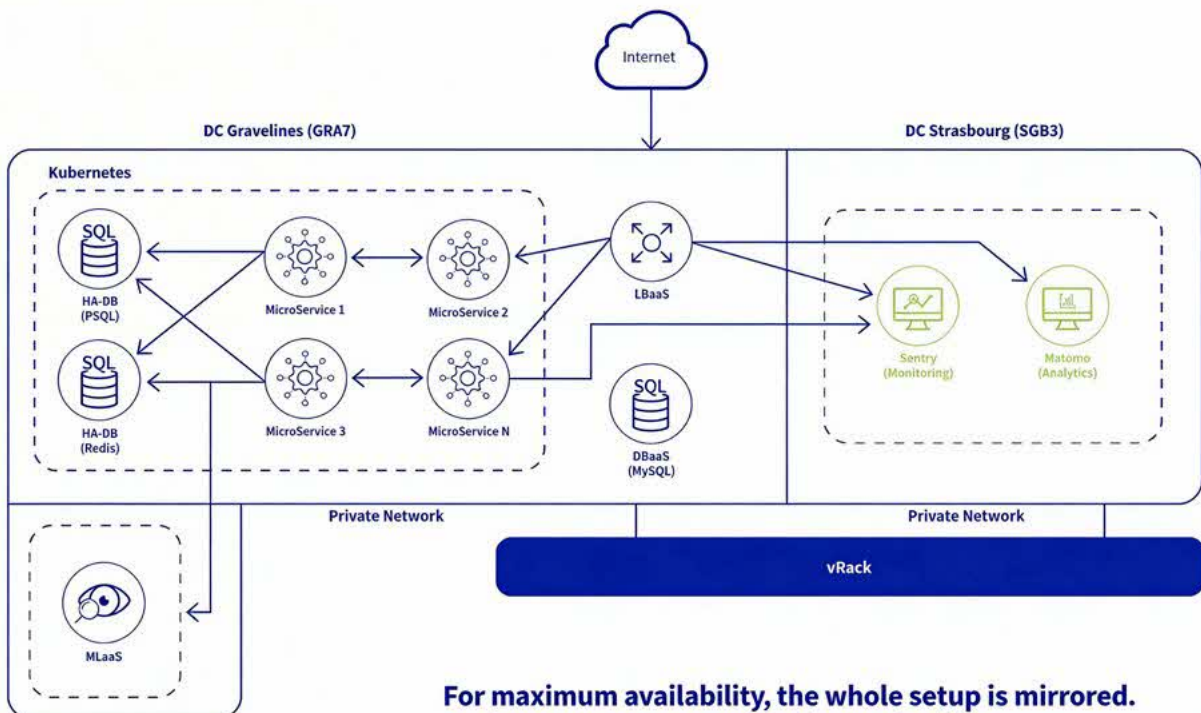 Internet
DC Gravelines (GRA7)
DC Strasbourg (SGB3)
Kubernetes
SQL
HA-DB
(PSQL)
MicroService 1
MicroService 2
LBaaS
Sentry
(Monitoring)
Matomo
(Analytics)
SQL
HA-DB
(Redis)
MicroService 3
MicroService N
SQL
DBaaS
(MySQL)
Private Network
Private Network
vRack
MLaaS
For maximum availability, the whole setup is mirrored.